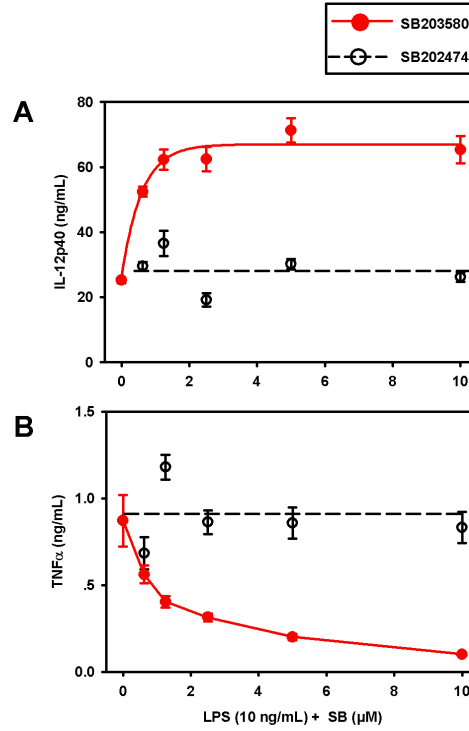 SB203580
SB202474
A
80
60
40
20
0
IL-12p40 (ng/mL)
0 2 4 6 8 10
B
1.5
1.0
.5
0.0
TNFα (ng/mL)
0 2 4 6 8 10
LPS (10 ng/mL) + SB (µM)